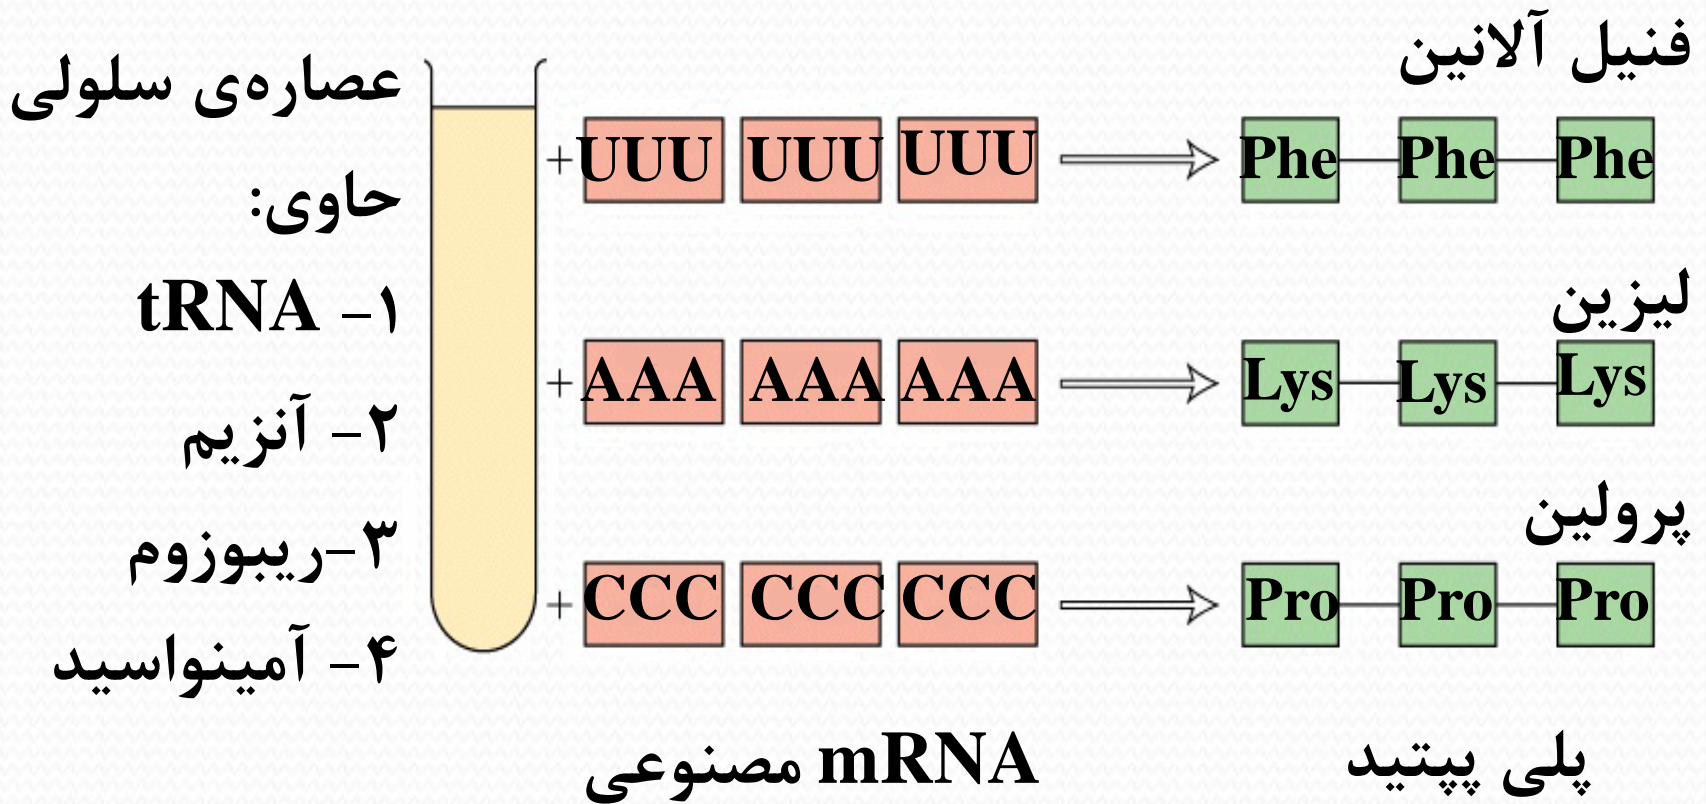 عصاره‌ی سلولی
حاوی:
۱- tRNA
۲- آنزیم
۳-ریبوزوم
۴- آمینواسید
فنیل آلانین
+ UUU UUU UUU Phe Phe Phe
لیزین
+ AAA AAA AAA Lys Lys Lys
پرولین
+ CCC CCC CCC Pro Pro Pro
mRNA مصنوعی
پلی پپتید